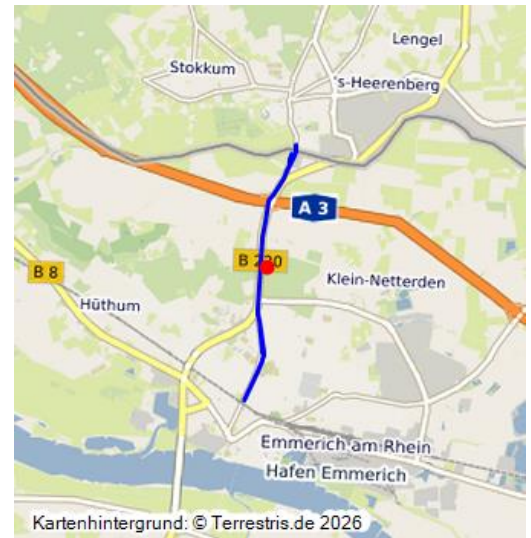 Lengel
Stokkum
's-Heerenberg
A 3
B 220
B 8
Klein-Netterden
Hüthum
Emmerich am Rhein
Hafen Emmerich
Kartenhintergrund: © Terrestris.de 2026